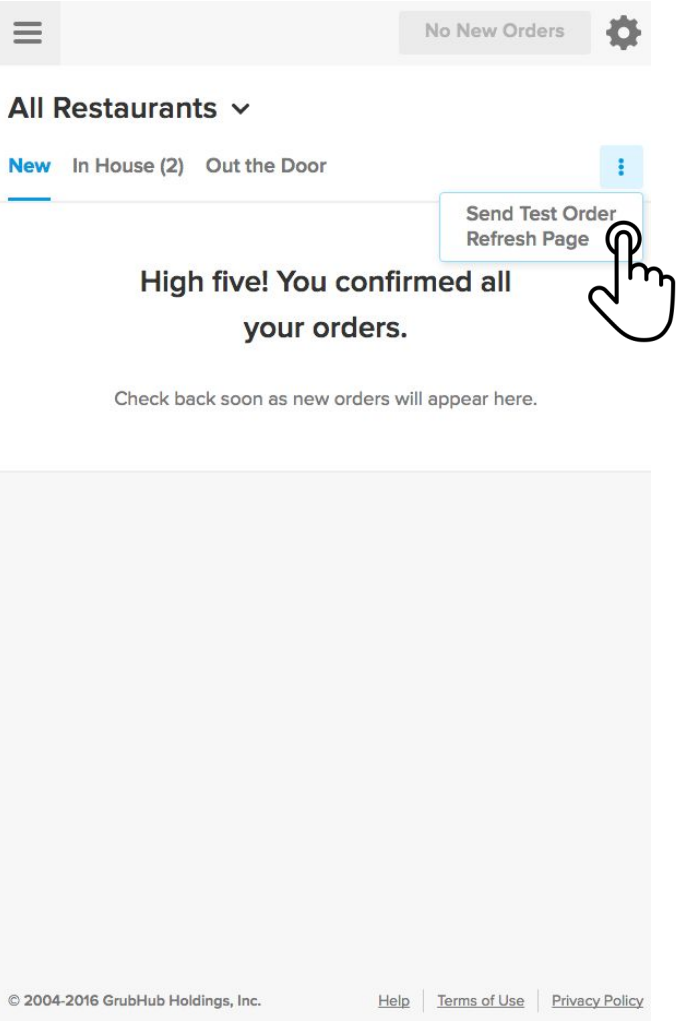 No New Orders
All Restaurants
New In House (2) Out the Door
Send Test Order
Refresh Page
High five! You confirmed all
your orders.
Check back soon as new orders will appear here.
© 2004-2016 GrubHub Holdings, Inc. Help Terms of Use Privacy Policy